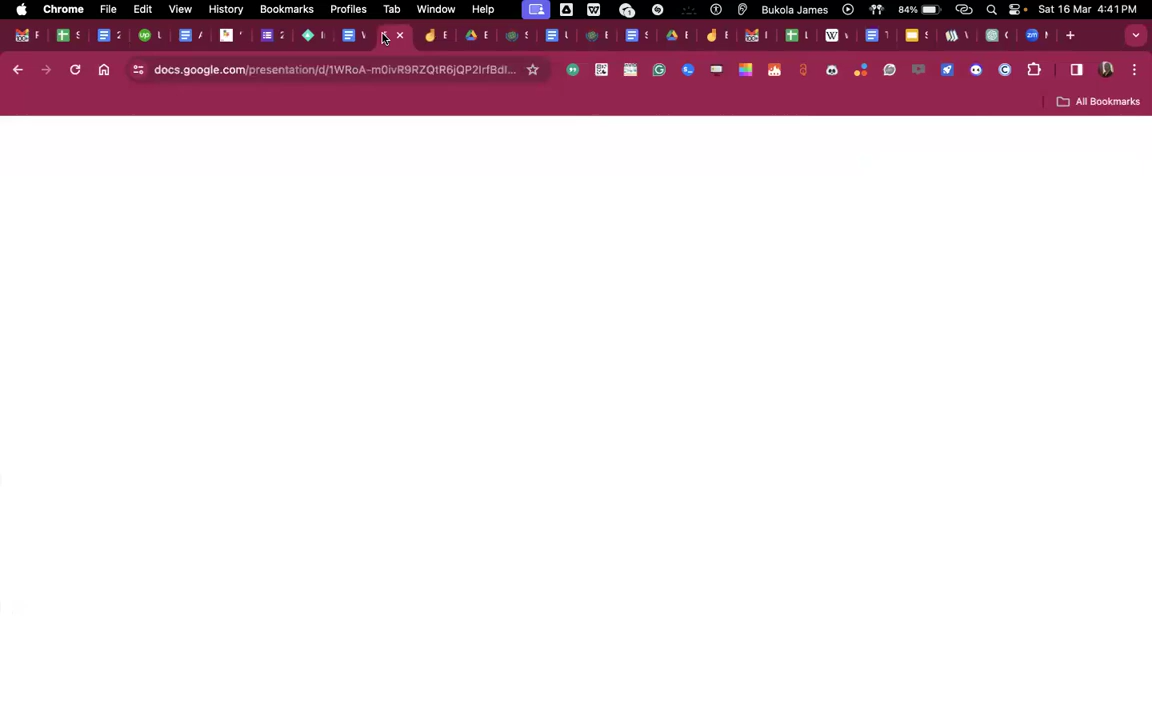 Chrome File Edit View History Bookmarks Profiles Tab Window Help Bukola James 84% Sat 16 Mar 4:41 PM
docs.google.com/presentation/d/1WRoA-m0ivR9RZQtR6jQP2IrfBdI...
All Bookmarks